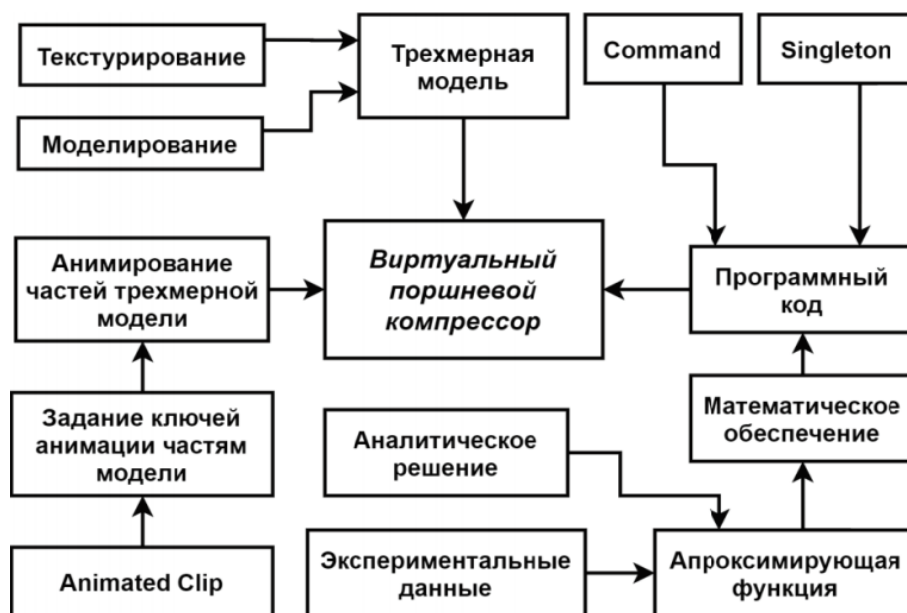 Текстурирование
Трехмерная
модель
Command
Singleton
Моделирование
Анимирование
частей трехмерной
модели
Виртуальный
поршневой
компрессор
Программный
код
Задание ключей
анимации частям
модели
Аналитическое
решение
Математическое
обеспечение
Animated Clip
Экспериментальные
данные
Апроксимирующая
функция